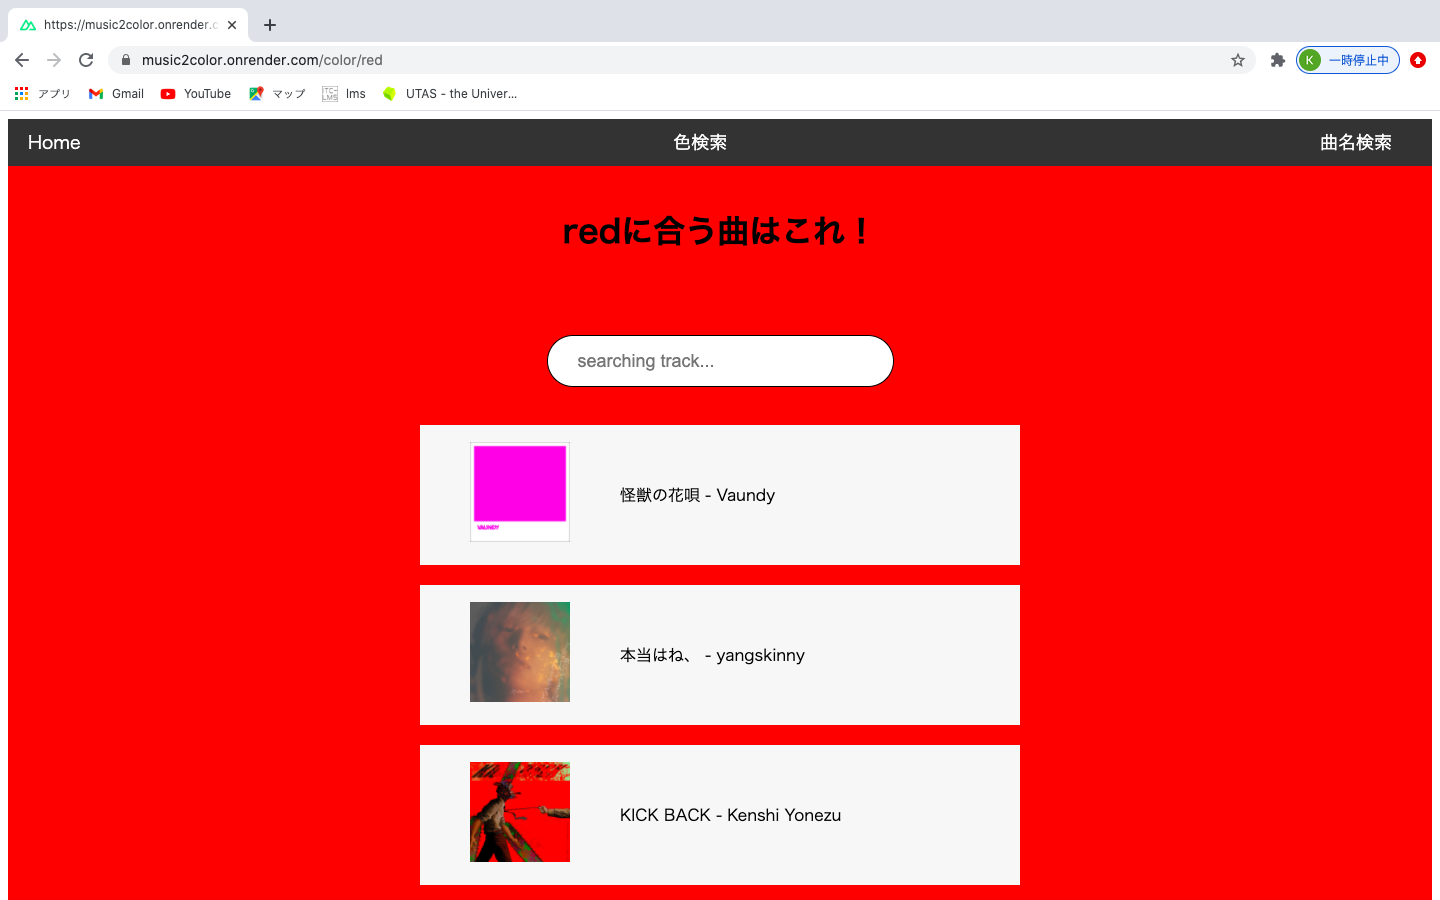 https://music2color.onrender.c
music2color.onrender.com/color/red
K 一時停止中
アプリ Gmail YouTube マップ ITC-LMS lms UTAS - the Univer...
Home 色検索 曲名検索
redに合う曲はこれ！
searching track...
VAUNDY
怪獣の花唄 - Vaundy
本当はね、 - yangskinny
KICK BACK - Kenshi Yonezu